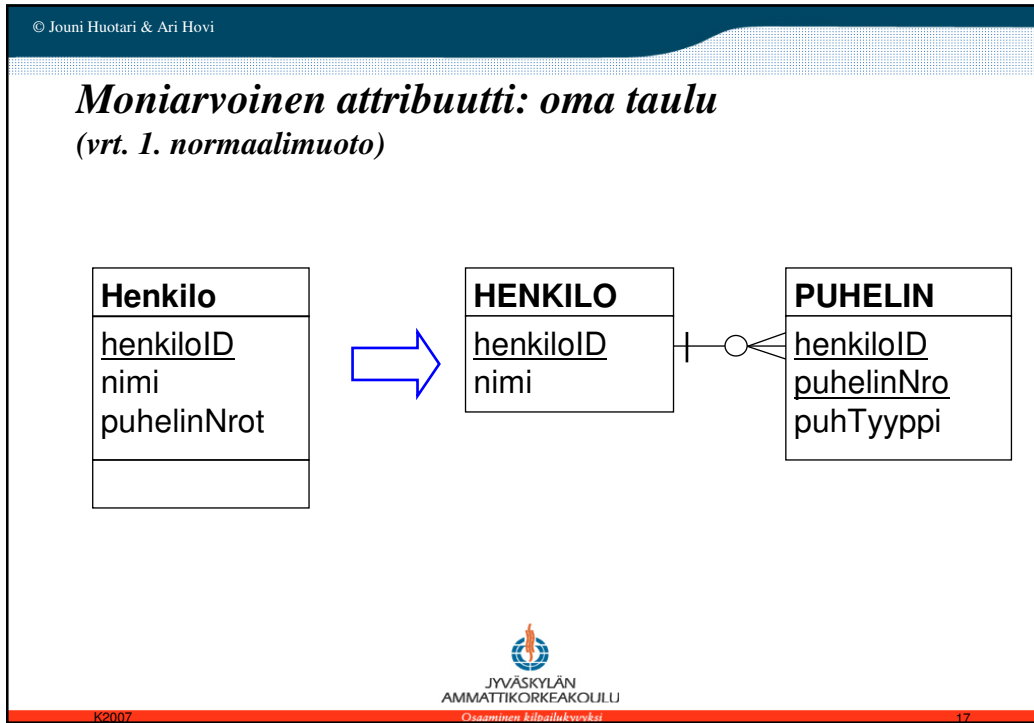 © Jouni Huotari & Ari Hovi
Moniarvoinen attribuutti: oma taulu
(vrt. 1. normaalimuoto)
Henkilo
henkiloID
nimi
puhelinNrot
HENKILO
henkiloID
nimi
PUHELIN
henkiloID
puhelinNro
puhTyyppi
JYVÄSKYLÄN
AMMATTIKORKEAKOULU
K2007
Osaaminen kilpailukyvyksi
17